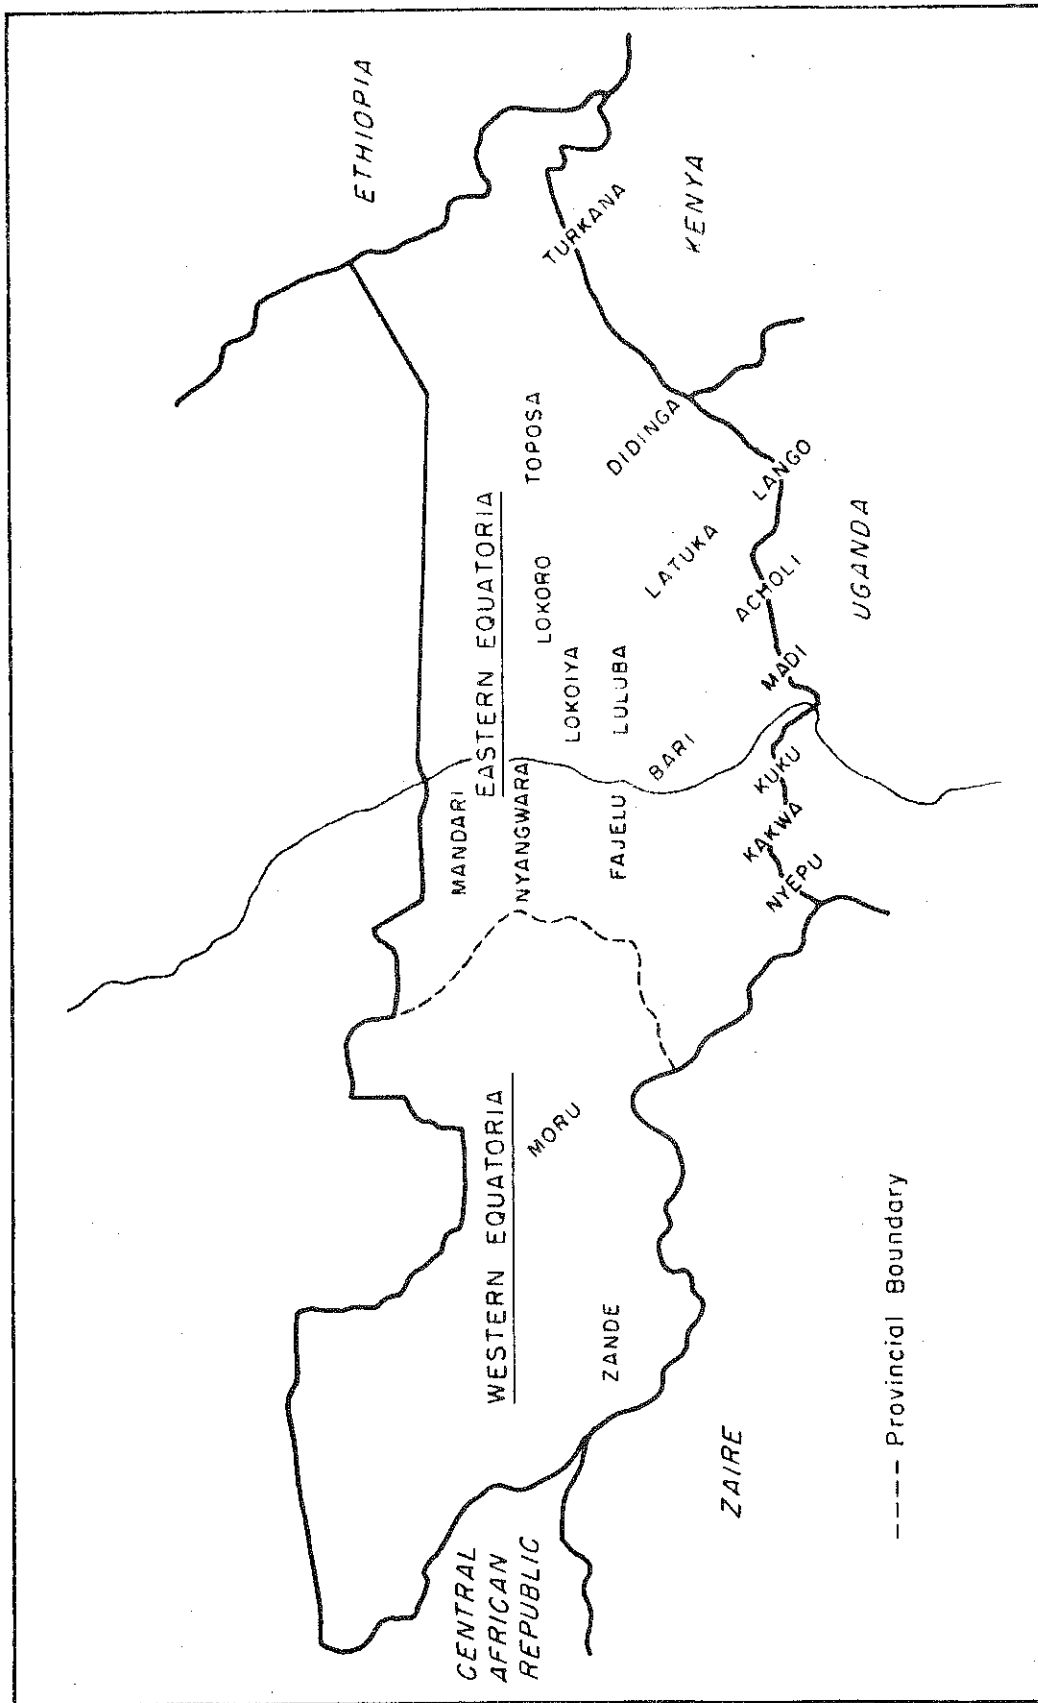 ETHIOPIA
EASTERN EQUATORIA
MANDARI
NYANGWARA
LOKORO
TOPOSA
TURKANA
LOKOIYA
FAJELU
LULUBA
BARI
LATUKA
DIDINGA
KENYA
NYEPU
KAKWA
KUKU
MADI
ACHOLI
LANGO
UGANDA
WESTERN EQUATORIA
MORU
ZANDE
CENTRAL
AFRICAN
REPUBLIC
ZAIRE
---- Provincial Boundary